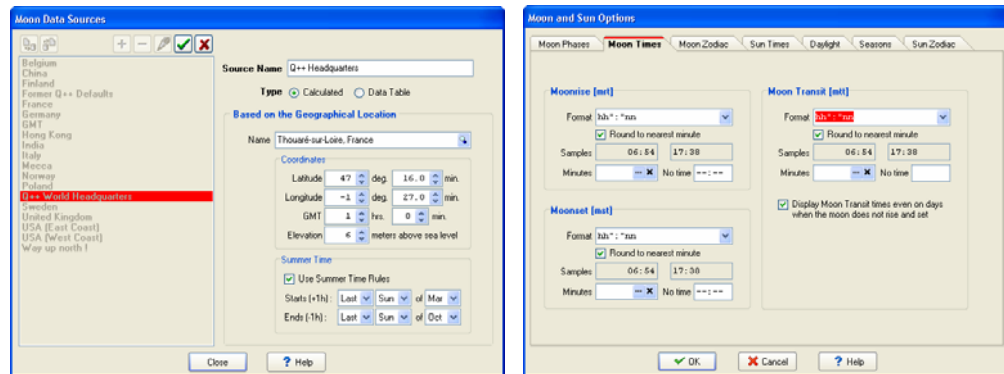 Moon Data Sources
Belgium
China
Finland
Former Q++ Defaults
France
Germany
GMT
Hong Kong
India
Italy
Mecca
Norway
Poland
Q++ World Headquarters
Sweden
United Kingdom
USA (East Coast)
USA (West Coast)
Way up north !
Source Name Q++ Headquarters
Type Calculated Data Table
Based on the Geographical Location
Name Thouaré-sur-Loire, France
Coordinates
Latitude 47 deg. 16.0 min.
Longitude -1 deg. 27.0 min.
GMT 1 hrs. 0 min.
Elevation 6 meters above sea level
Summer Time
Use Summer Time Rules
Starts (+1h) : Last Sun of Mar
Ends (-1h) : Last Sun of Oct
Close ? Help
Moon and Sun Options
Moon Phases Moon Times Moon Zodiac Sun Times Daylight Seasons Sun Zodiac
Moonrise [mrt]
Format hh":"nn
Round to nearest minute
Samples 06:54 17:38
Minutes No time --:--
Moonset [mst]
Format hh":"nn
Round to nearest minute
Samples 06:54 17:38
Minutes No time --:--
Moon Transit [mtt]
Format hh":"nn
Round to nearest minute
Samples 06:54 17:38
Minutes No time
Display Moon Transit times even on days
when the moon does not rise and set
OK Cancel ? Help